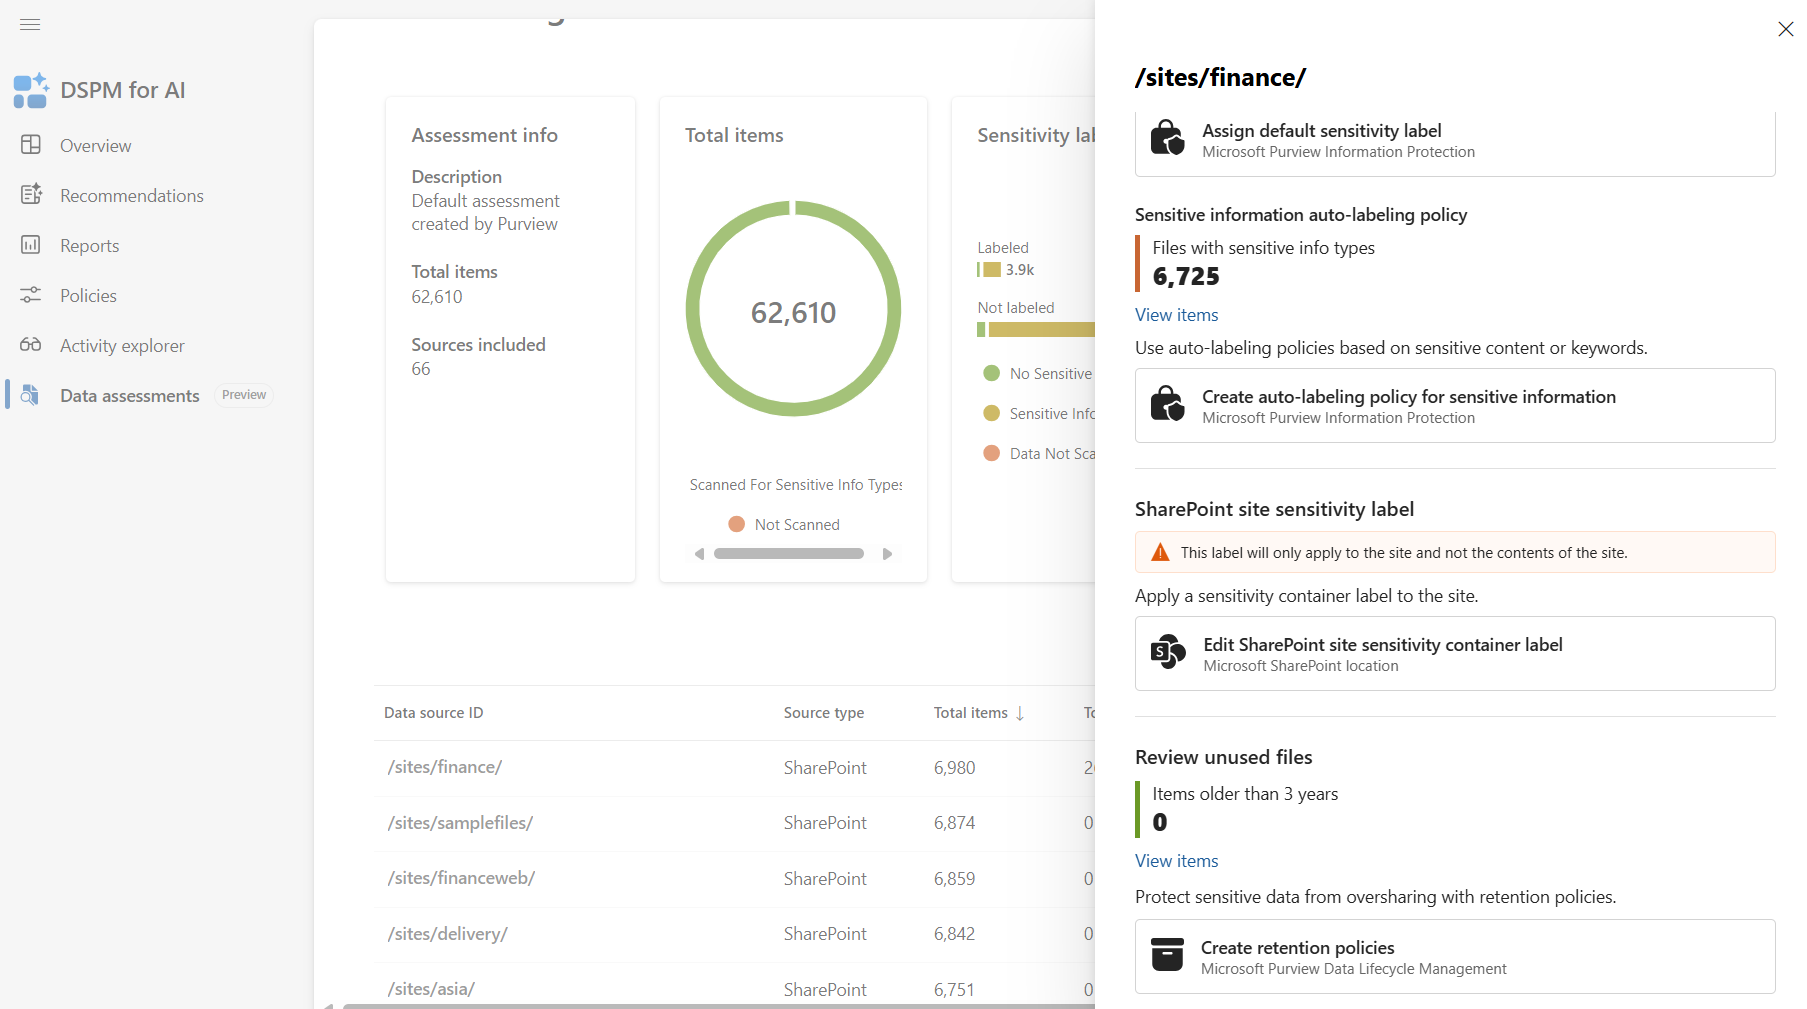 DSPM for AI
Overview
Recommendations
Reports
Policies
Activity explorer
Data assessments
Preview
Assessment info
Description
Default assessment
created by Purview
Total items
62,610
Sources included
66
Total items
62,610
Scanned For Sensitive Info Types
Not Scanned
Sensitivity
Labeled
3.9k
Not labeled
No Sensitive
Sensitive
Data Not
Data source ID
Source type
Total items ↓
/sites/finance/
SharePoint
6,980
/sites/samplefiles/
SharePoint
6,874
0
/sites/financeweb/
SharePoint
6,859
0
/sites/delivery/
SharePoint
6,842
0
/sites/asia/
SharePoint
6,751
0
/sites/finance/
Assign default sensitivity label
Microsoft Purview Information Protection
Sensitive information auto-labeling policy
Files with sensitive info types
6,725
View items
Use auto-labeling policies based on sensitive content or keywords.
Create auto-labeling policy for sensitive information
Microsoft Purview Information Protection
SharePoint site sensitivity label
This label will only apply to the site and not the contents of the site.
Apply a sensitivity container label to the site.
Edit SharePoint site sensitivity container label
Microsoft SharePoint location
Review unused files
Items older than 3 years
0
View items
Protect sensitive data from oversharing with retention policies.
Create retention policies
Microsoft Purview Data Lifecycle Management